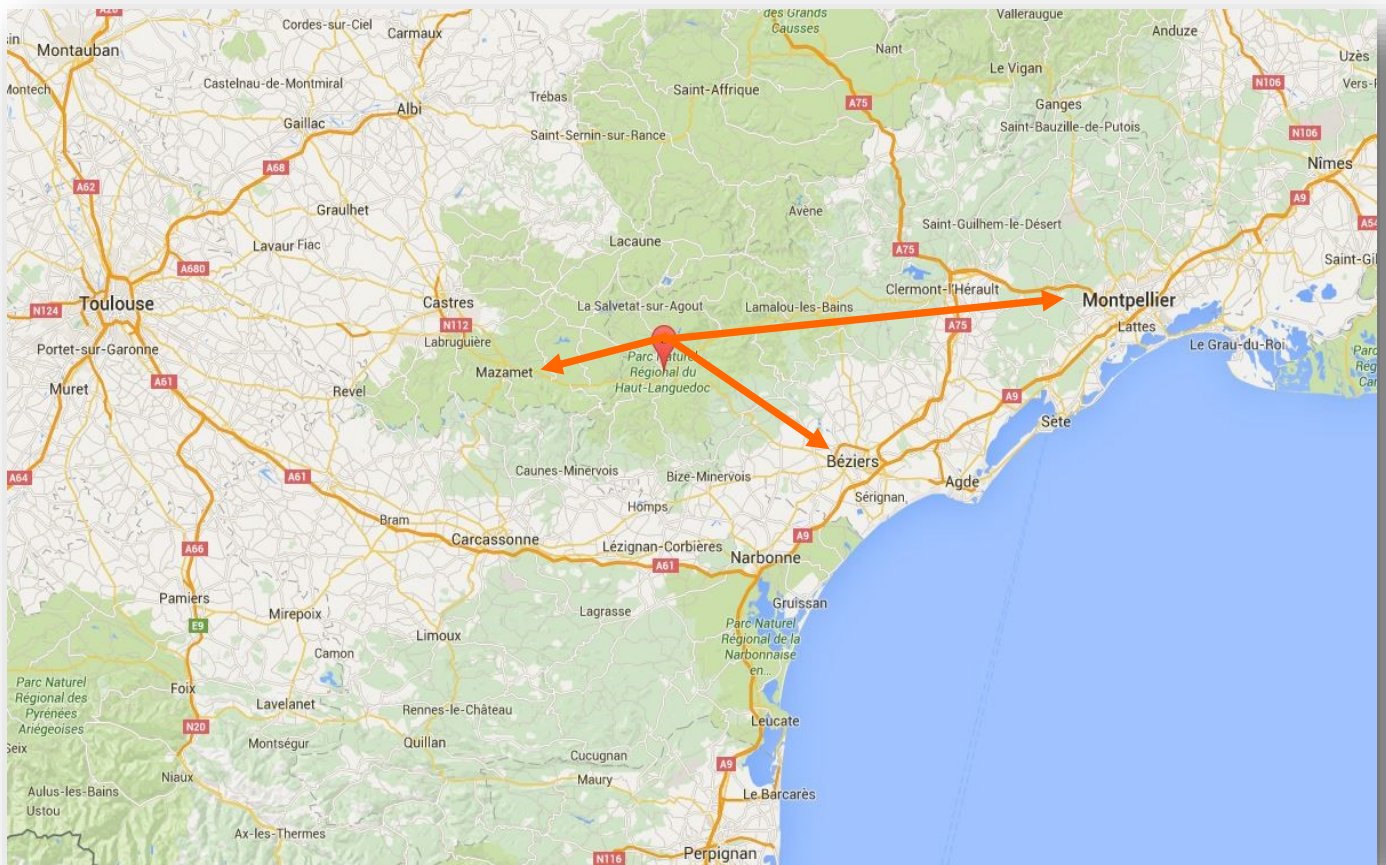 A20
Cordes-sur-Ciel
Carmaux
des Grands
Causses
Valleraugue
Anduze
Montauban
Nant
Uzès
Le Vigan
Castelnau-de-Montmiral
Trébas
Saint-Affrique
N106
Montech
Albi
A75
Ganges
Gaillac
Saint-Sernin-sur-Rance
Saint-Bauzille-de-Putois
N106
Nîmes
A68
A62
A9
Graulhet
Avène
Saint-Guilhem-le-Désert
A54
Lavaur
Fiac
Lacaune
A75
A680
Saint-Gil
Clermont-l'Hérault
Toulouse
Castres
La Salvetat-sur-Agout
Lamalou-les-Bains
Montpellier
N124
N112
A75
Lattes
Labruguière
Le Grau-du-Roi
Portet-sur-Garonne
Parc Naturel
Régional du
Haut-Languedoc
Mazamet
A61
Muret
Revel
A9
Sète
Béziers
A64
A61
Caunes-Minervois
Bize-Minervois
Agde
Sérignan
Homps
Bram
A9
Carcassonne
Lézignan-Corbières
A66
Narbonne
A61
Pamiers
Gruissan
Mirepoix
Lagrasse
E9
Parc Naturel
Régional de la
Narbonnaise
en...
Limoux
Camon
Parc Naturel
Régional des
Pyrénées
Ariégeoises
Foix
Lavelanet
Rennes-le-Château
N20
Leucate
Seix
Montségur
Quillan
Cucugnan
A9
Niaux
Maury
Aulus-les-Bains
Le Barcarès
Ustou
Ax-les-Thermes
N116
Perpignan